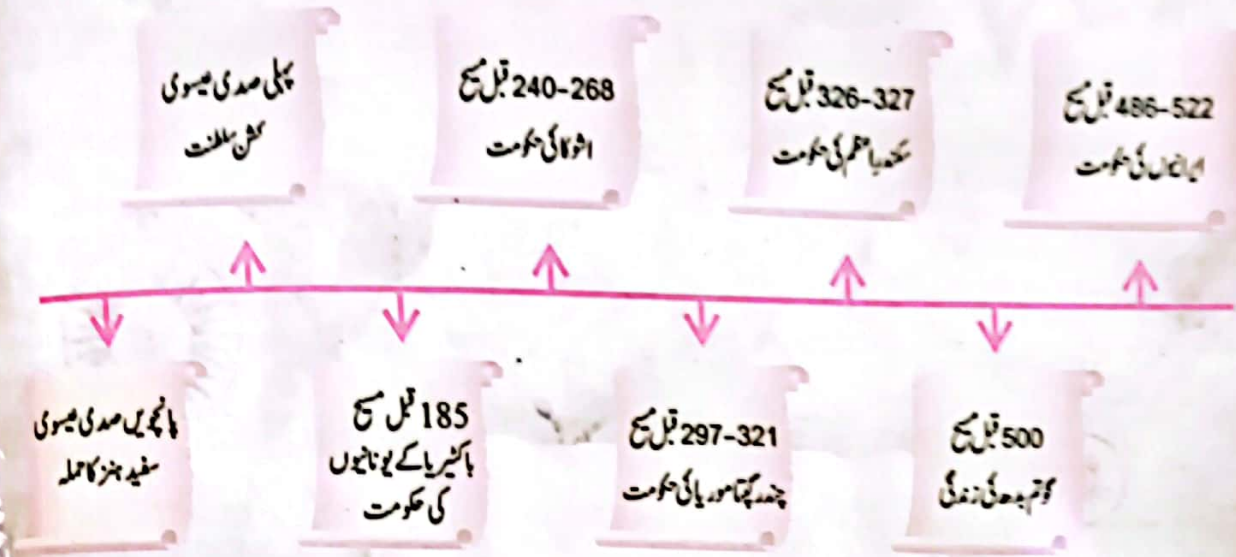 486-522 قبل مسیح
ایرانیوں کی حکومت
500 قبل مسیح
گوتم بدھ کی زندگی
326-327 قبل مسیح
سکندر اعظم کی حکومت
297-321 قبل مسیح
چندر گپتا موریا کی حکومت
240-268 قبل مسیح
اشوکا کی حکومت
185 قبل مسیح
باکٹیریا کے یونانیوں
کی حکومت
پہلی صدی عیسوی
کشن سلطنت
پانچویں صدی عیسوی
سفید ہنز کا حملہ